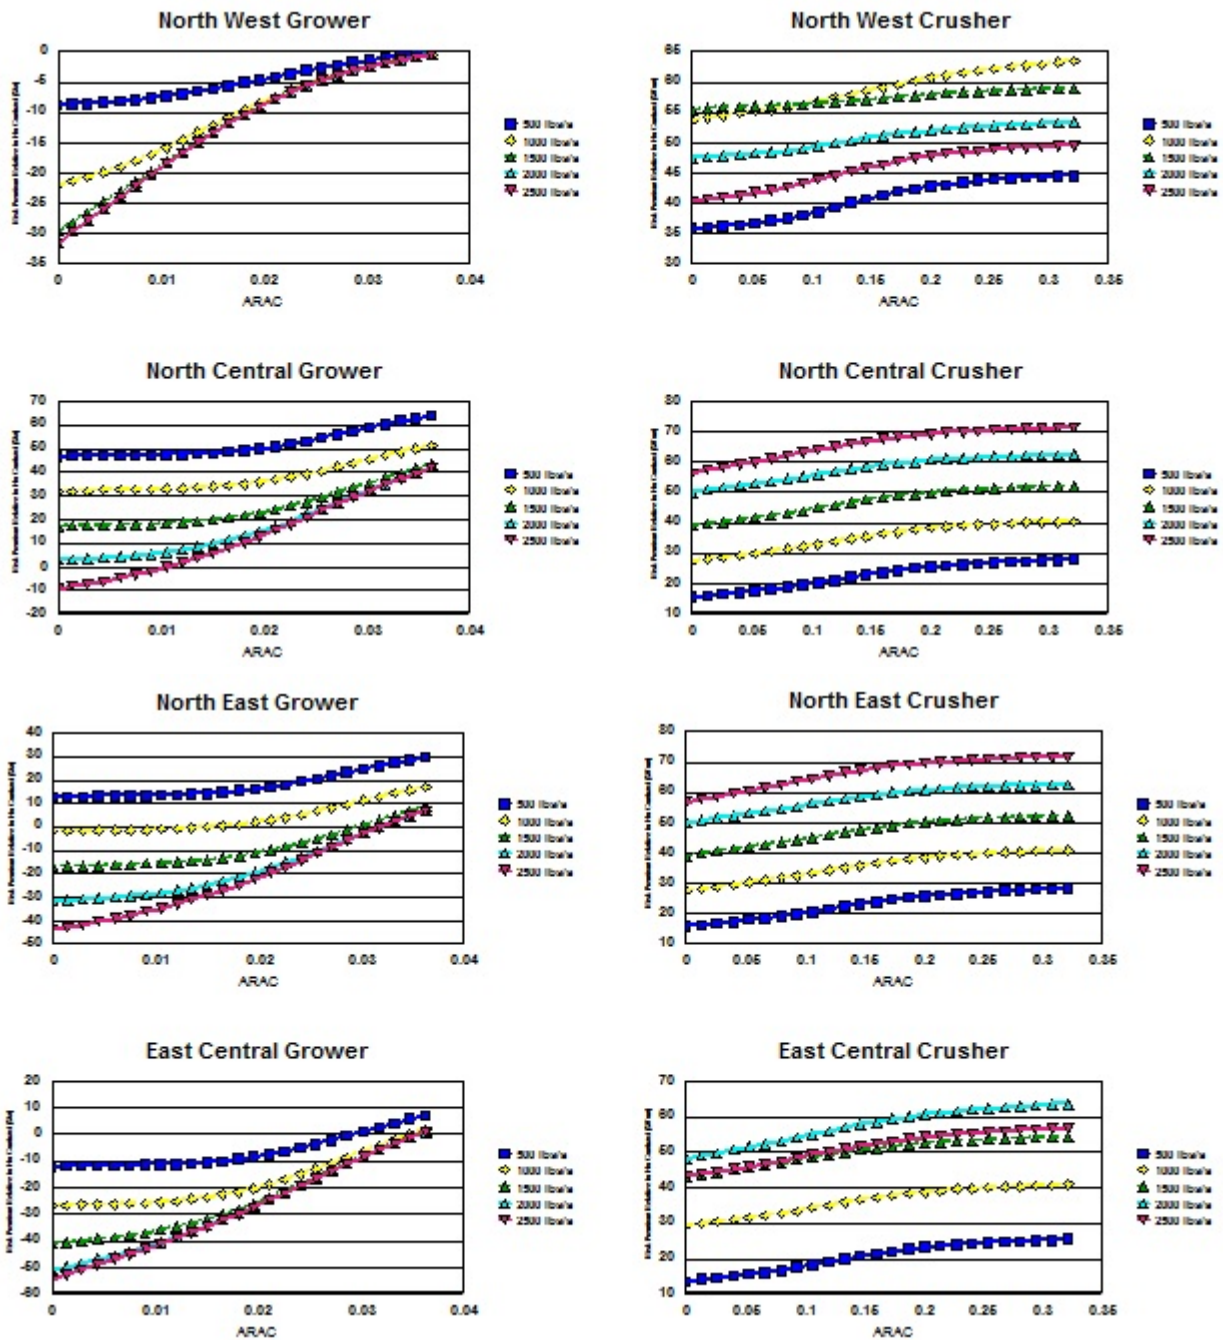 North West Grower
0
-5
-10
-15
-20
-25
-30
-35
0 0.01 0.02 0.03 0.04
ARAC
500 lbs/a
1000 lbs/a
1500 lbs/a
2000 lbs/a
2500 lbs/a
North West Crusher
65
60
55
50
45
40
35
30
0 0.05 0.1 0.15 0.2 0.25 0.3 0.35
ARAC
500 lbs/a
1000 lbs/a
1500 lbs/a
2000 lbs/a
2500 lbs/a
North Central Grower
70
60
50
40
30
20
10
0
-10
-20
0 0.01 0.02 0.03 0.04
ARAC
500 lbs/a
1000 lbs/a
1500 lbs/a
2000 lbs/a
2500 lbs/a
North Central Crusher
80
70
60
50
40
30
20
10
0 0.05 0.1 0.15 0.2 0.25 0.3 0.35
ARAC
500 lbs/a
1000 lbs/a
1500 lbs/a
2000 lbs/a
2500 lbs/a
North East Grower
40
30
20
10
0
-10
-20
-30
-40
-50
0 0.01 0.02 0.03 0.04
ARAC
500 lbs/a
1000 lbs/a
1500 lbs/a
2000 lbs/a
2500 lbs/a
North East Crusher
80
70
60
50
40
30
20
10
0 0.05 0.1 0.15 0.2 0.25 0.3 0.35
ARAC
500 lbs/a
1000 lbs/a
1500 lbs/a
2000 lbs/a
2500 lbs/a
East Central Grower
20
10
0
-10
-20
-30
-40
-50
-60
0 0.01 0.02 0.03 0.04
ARAC
500 lbs/a
1000 lbs/a
1500 lbs/a
2000 lbs/a
2500 lbs/a
East Central Crusher
70
60
50
40
30
20
10
0 0.05 0.1 0.15 0.2 0.25 0.3 0.35
ARAC
500 lbs/a
1000 lbs/a
1500 lbs/a
2000 lbs/a
2500 lbs/a